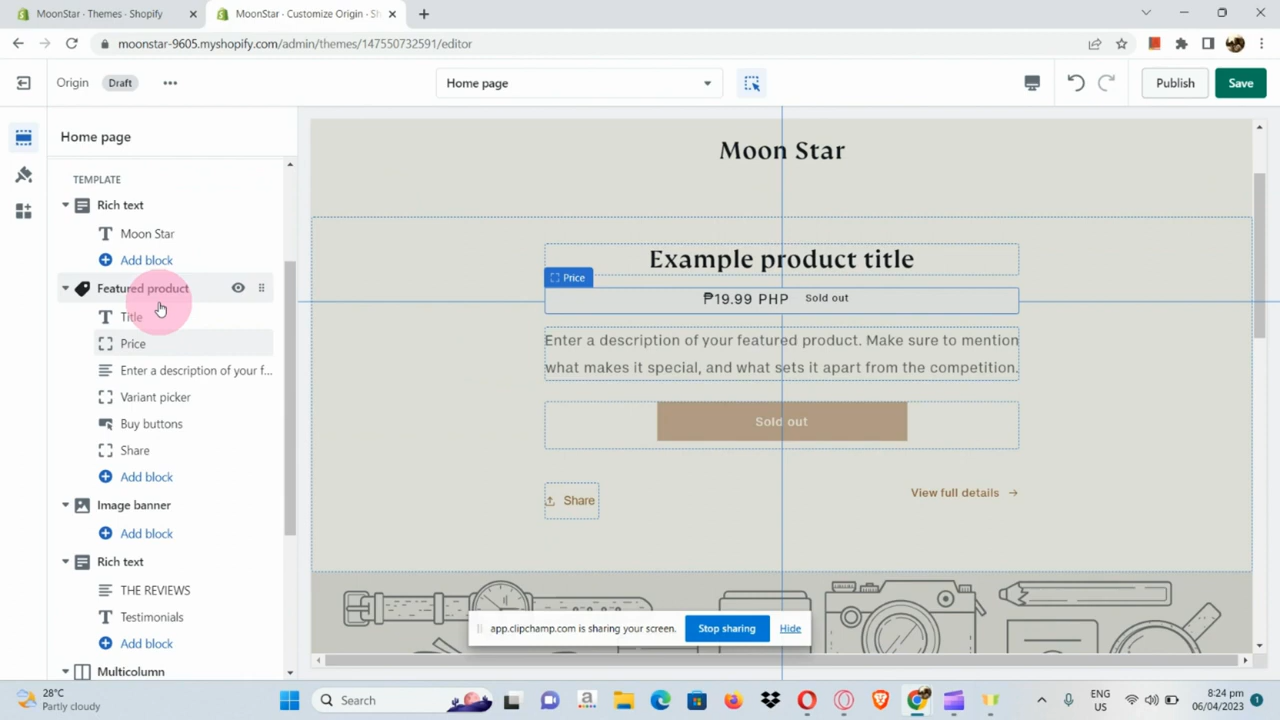 MoonStar · Themes · Shopify
MoonStar · Customize Origin · Sh
moonstar-9605.myshopify.com/admin/themes/147550732591/editor
Origin
Draft
Home page
Publish
Save
Home page
TEMPLATE
Rich text
Moon Star
Add block
Featured product
Title
Price
Enter a description of your f...
Variant picker
Buy buttons
Share
Add block
Image banner
Add block
Rich text
THE REVIEWS
Testimonials
Add block
Multicolumn
Moon Star
Example product title
Price
₱19.99 PHP Sold out
Enter a description of your featured product. Make sure to mention
what makes it special, and what sets it apart from the competition.
Sold out
Share
View full details →
app.clipchamp.com is sharing your screen.
Stop sharing
Hide
28°C
Partly cloudy
Search
ENG
US
8:24 pm
06/04/2023
1